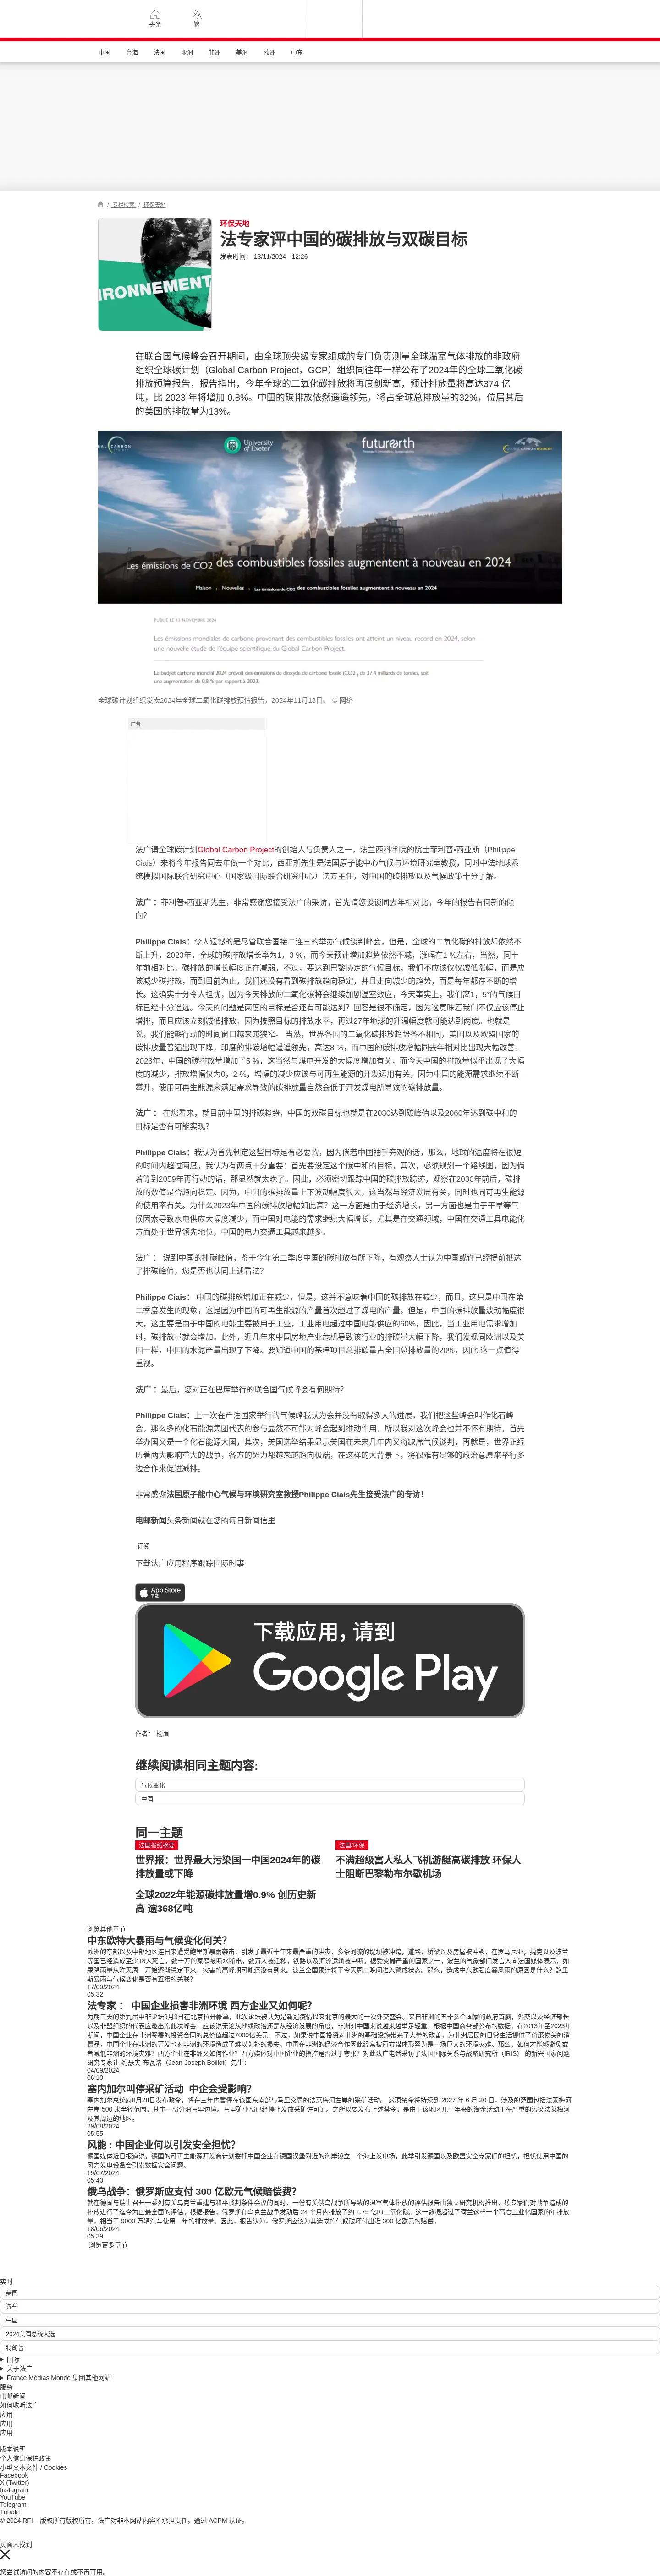 头条
繁
中国 台海 法国 亚洲 非洲 美洲 欧洲 中东
/ 专栏检索 / 环保天地
IRONNEMENT
环保天地
法专家评中国的碳排放与双碳目标
发表时间： 13/11/2024 - 12:26
在联合国气候峰会召开期间，由全球顶尖级专家组成的专门负责测量全球温室气体排放的非政府
组织全球碳计划（Global Carbon Project，GCP）组织同往年一样公布了2024年的全球二氧化碳
排放预算报告，报告指出，今年全球的二氧化碳排放将再度创新高，预计排放量将高达374 亿
吨，比 2023 年将增加 0.8%。中国的碳排放依然遥遥领先，将占全球总排放量的32%，位居其后
的美国的排放量为13%。
University of Exeter
futurerth
GLOBAL CARBON BUDGET
Les émissions de CO2 des combustibles fossiles augmentent à nouveau en 2024
Maison › Nouvelles › Les émissions de CO2 des combustibles fossiles augmentent à nouveau en 2024
PUBLIÉ LE 13 NOVEMBRE 2024
Les émissions mondiales de carbone provenant des combustibles fossiles ont atteint un niveau record en 2024, selon
une nouvelle étude de l'équipe scientifique du Global Carbon Project.
Le budget carbone mondial 2024 prévoit des émissions de dioxyde de carbone fossile (CO2 ) de 37,4 milliards de tonnes, soit
une augmentation de 0,8 % par rapport à 2023.
全球碳计划组织发表2024年全球二氧化碳排放预估报告，2024年11月13日。 © 网络
广告
法广请全球碳计划Global Carbon Project的创始人与负责人之一，法兰西科学院的院士菲利普•西亚斯（Philippe
Ciais）来将今年报告同去年做一个对比，西亚斯先生是法国原子能中心气候与环境研究室教授，同时中法地球系
统模拟国际联合研究中心（国家级国际联合研究中心）法方主任，对中国的碳排放以及气候政策十分了解。
法广 ：菲利普•西亚斯先生，非常感谢您接受法广的采访，首先请您谈谈同去年相对比，今年的报告有何新的倾
向?
Philippe Ciais：令人遗憾的是尽管联合国接二连三的举办气候谈判峰会，但是，全球的二氧化碳的排放却依然不
断上升，2023年，全球的碳排放增长率为1，3 %，而今天预计增加趋势依然不减，涨幅在1 %左右，当然，同十
年前相对比，碳排放的增长幅度正在减弱，不过，要达到巴黎协定的气候目标，我们不应该仅仅减低涨幅，而是应
该减少碳排放，而到目前为止，我们还没有看到碳排放趋向稳定，并且走向减少的趋势，而是每年都在不断的增
长。这确实十分令人担忧，因为今天排放的二氧化碳将会继续加剧温室效应，今天事实上，我们离1，5°的气候目
标已经十分遥远。今天的问题是两度的目标是否还有可能达到？回答是很不确定，因为这意味着我们不仅应该停止
增排，而且应该立刻减低排放。因为按照目标的排放水平，再过27年地球的升温幅度就可能达到两度。也就是
说，我们能够行动的时间窗口越来越狭窄。 当然，世界各国的二氧化碳排放趋势各不相同，美国以及欧盟国家的
碳排放量普遍出现下降，印度的排碳增幅遥遥领先，高达8 %，而中国的碳排放增幅同去年相对比出现大幅改善，
2023年，中国的碳排放量增加了5 %，这当然与煤电开发的大幅度增加有关，而今天中国的排放量似乎出现了大幅
度的减少，排放增幅仅为0，2 %，增幅的减少应该与可再生能源的开发运用有关，因为中国的能源需求继续不断
攀升，使用可再生能源来满足需求导致的碳排放量自然会低于开发煤电所导致的碳排放量。
法广 ： 在您看来，就目前中国的排碳趋势，中国的双碳目标也就是在2030达到碳峰值以及2060年达到碳中和的
目标是否有可能实现?
Philippe Ciais：我认为首先制定这些目标是有必要的，因为倘若中国袖手旁观的话，那么，地球的温度将在很短
的时间内超过两度，我认为有两点十分重要：首先要设定这个碳中和的目标，其次，必须规划一个路线图，因为倘
若等到2059年再行动的话，那显然就太晚了。因此，必须密切跟踪中国的碳排放踪迹，观察在2030年前后，碳排
放的数值是否趋向稳定。因为，中国的碳排放量上下波动幅度很大，这当然与经济发展有关，同时也同可再生能源
的使用率有关。为什么2023年中国的碳排放增幅如此高？这一方面是由于经济增长，另一方面也是由于干旱等气
候因素导致水电供应大幅度减少，而中国对电能的需求继续大幅增长，尤其是在交通领域，中国在交通工具电能化
方面处于世界领先地位，中国的电力交通工具越来越多。
法广 ： 说到中国的排碳峰值，鉴于今年第二季度中国的碳排放有所下降，有观察人士认为中国或许已经提前抵达
了排碳峰值，您是否也认同上述看法?
Philippe Ciais： 中国的碳排放增加正在减少，但是，这并不意味着中国的碳排放在减少，而且，这只是中国在第
二季度发生的现象，这是因为中国的可再生能源的产量首次超过了煤电的产量，但是，中国的碳排放量波动幅度很
大，这主要是由于中国的电能主要被用于工业，工业用电超过中国电能供应的60%，因此，当工业用电需求增加
时，碳排放量就会增加。此外，近几年来中国房地产业危机导致该行业的排碳量大幅下降，我们发现同欧洲以及美
国一样，中国的水泥产量出现了下降。要知道中国的基建项目总排碳量占全国总排放量的20%，因此,这一点值得
重视。
法广 ：最后，您对正在巴库举行的联合国气候峰会有何期待?
Philippe Ciais：上一次在产油国家举行的气候峰我认为会并没有取得多大的进展，我们把这些峰会叫作化石峰
会，那么多的化石能源集团代表的参与显然不可能对峰会起到推动作用，所以我对这次峰会也并不怀有期待，首先
举办国又是一个化石能源大国，其次，美国选举结果显示美国在未来几年内又将缺席气候谈判，再就是，世界正经
历着两大影响重大的战争，各方的势力都越来越趋向极端，在这样的大背景下，将很难有足够的政治意愿来举行多
边合作来促进减排。
非常感谢法国原子能中心气候与环境研究室教授Philippe Ciais先生接受法广的专访!
电邮新闻头条新闻就在您的每日新闻信里
订阅
下载法广应用程序跟踪国际时事
App Store
下载
下载应用，请到
Google Play
作者： 杨眉
继续阅读相同主题内容:
气候变化
中国
同一主题
法国报纸摘要
世界报：世界最大污染国一中国2024年的碳
排放量或下降
法国/环保
不满超级富人私人飞机游艇高碳排放 环保人
士阻断巴黎勒布尔歇机场
全球2022年能源碳排放量增0.9% 创历史新
高 逾368亿吨
浏览其他章节
中东欧特大暴雨与气候变化何关?
欧洲的东部以及中部地区连日来遭受鲍里斯暴雨袭击，引发了最近十年来最严重的洪灾，多条河流的堤坝被冲垮，道路，桥梁以及房屋被冲毁，在罗马尼亚，捷克以及波兰
等国已经造成至少18人死亡，数十万的家庭被断水断电，数万人被迁移，铁路以及河流运输被中断。据受灾最严重的国家之一，波兰的气象部门发言人向法国媒体表示，如
果降雨量从昨天周一开始逐渐稳定下来，灾害的高峰期可能还没有到来。波兰全国预计将于今天周二晚间进入警戒状态。那么，造成中东欧强度暴风雨的原因是什么？鲍里
斯暴雨与气候变化是否有直接的关联?
17/09/2024
05:32
法专家 ： 中国企业损害非洲环境 西方企业又如何呢?
为期三天的第九届中非论坛9月3日在北京拉开帷幕，此次论坛被认为是新冠疫情以来北京的最大的一次外交盛会。来自非洲的五十多个国家的政府首脑，外交以及经济部长
以及非盟组织的代表应邀出席此次峰会。应该说无论从地缘政治还是从经济发展的角度，非洲对中国来说越来越举足轻重。根据中国商务部公布的数据，在2013年至2023年
期间，中国企业在非洲签署的投资合同的总价值超过7000亿美元。不过，如果说中国投资对非洲的基础设施带来了大量的改善，为非洲居民的日常生活提供了价廉物美的消
费品，中国企业在非洲的投资也对非洲的环境造成了难以弥补的损失，中国在非洲的经济合作因此经常被西方媒体形容为是一场巨大的环境灾难。那么，如何才能够避免或
者减低非洲环境灾难? 西方企业在非洲又如何作业？西方媒体对中国企业的指控是否过于夸张？对此法广电话采访了法国国际关系与战略研究所（IRIS）的新兴国家问题
研究专家让-约瑟夫-布瓦洛（Jean-Joseph Boillot）先生：
04/09/2024
06:10
塞内加尔叫停采矿活动 中企会受影响?
塞内加尔总统府8月28日发布政令，将在三年内暂停在该国东南部与马里交界的法莱梅河左岸的采矿活动。 这项禁令将持续到 2027 年 6 月 30 日，涉及的范围包括法莱梅河
左岸 500 米半径范围，其中一部分沿马里边境。马里矿业部已经停止发放采矿许可证。之所以要发布上述禁令，是由于该地区几十年来的淘金活动正在严重的污染法莱梅河
及其周边的地区。
29/08/2024
05:55
风能 : 中国企业何以引发安全担忧?
德国媒体近日报道说，德国的可再生能源开发商计划委托中国企业在德国汉堡附近的海岸设立一个海上发电场，此举引发德国以及欧盟安全专家们的担忧，担忧使用中国的
风力发电设备会引发数据安全问题。
19/07/2024
05:40
俄乌战争： 俄罗斯应支付 300 亿欧元气候赔偿费?
就在德国与瑞士召开一系列有关乌克兰重建与和平谈判条件会议的同时，一份有关俄乌战争所导致的温室气体排放的评估报告由独立研究机构推出，碳专家们对战争造成的
排放进行了迄今为止最全面的评估。根据报告，俄罗斯在乌克兰战争发动后 24 个月内排放了约 1.75 亿吨二氧化碳。这一数据超过了荷兰这样一个高度工业化国家的年排放
量，相当于 9000 万辆汽车使用一年的排放量。因此，报告认为，俄罗斯应该为其造成的气候破坏付出近 300 亿欧元的赔偿。
18/06/2024
05:39
浏览更多章节
实时
美国
选举
中国
2024美国总统大选
特朗普
国际
关于法广
France Médias Monde 集团其他网站
服务
电邮新闻
如何收听法广
应用
应用
应用
版本说明
个人信息保护政策
小型文本文件 / Cookies
Facebook
X (Twitter)
Instagram
YouTube
Telegram
TuneIn
© 2024 RFI – 版权所有版权所有。法广对非本网站内容不承担责任。通过 ACPM 认证。
页面未找到
您尝试访问的内容不存在或不再可用。